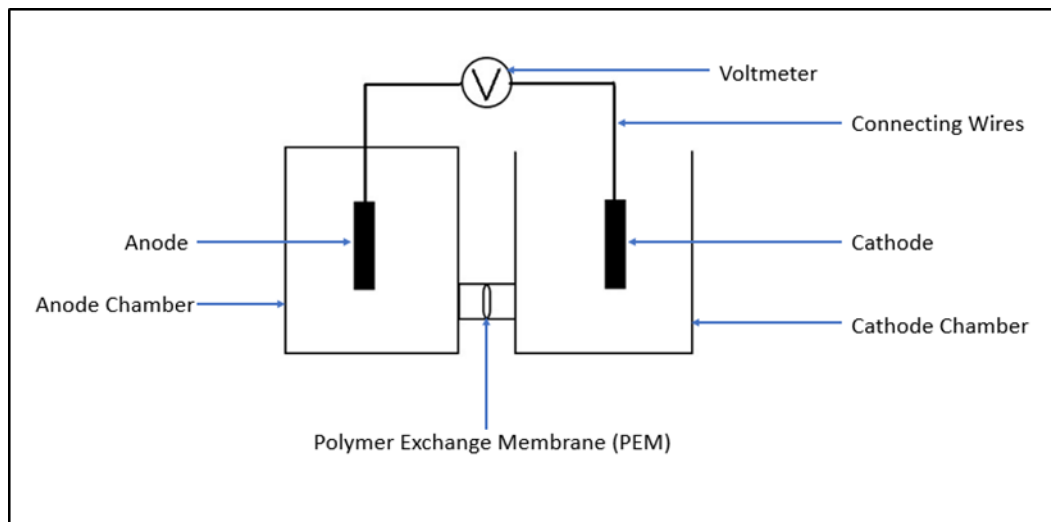 V
Voltmeter
Connecting Wires
Anode
Cathode
Anode Chamber
Cathode Chamber
Polymer Exchange Membrane (PEM)